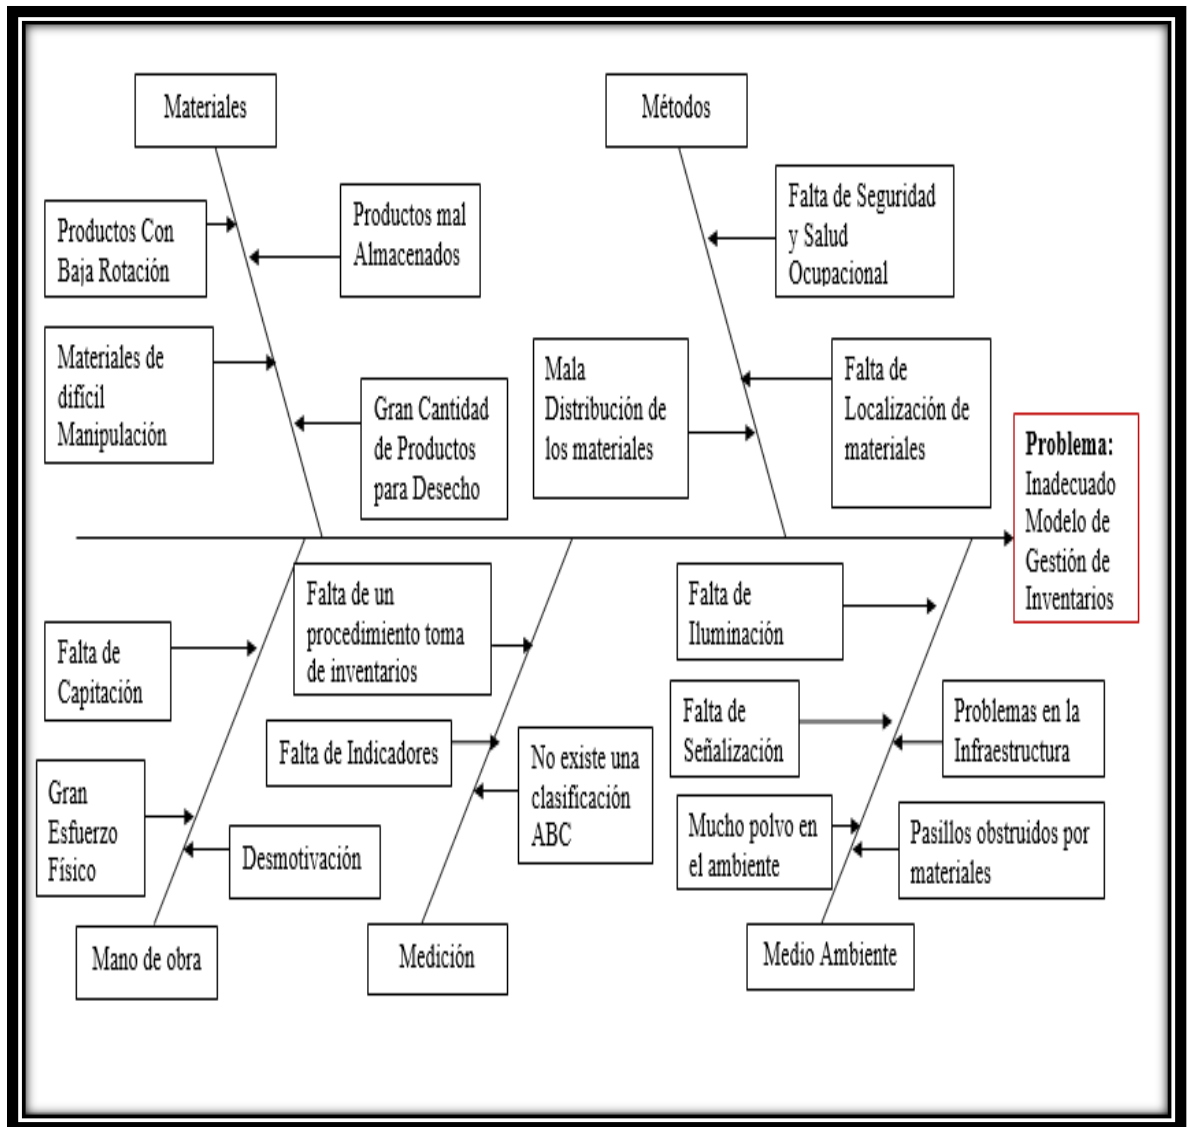 Materiales
Métodos
Productos Con
Baja Rotación
Productos mal
Almacenados
Falta de Seguridad
y Salud
Ocupacional
Materiales de
difícil
Manipulación
Gran Cantidad
de Productos
para Desecho
Mala
Distribución de
los materiales
Falta de
Localización de
materiales
Problema:
Inadecuado
Modelo de
Gestión de
Inventarios
Falta de
Capitación
Falta de un
procedimiento toma
de inventarios
Falta de
Iluminación
Gran
Esfuerzo
Físico
Desmotivación
Falta de Indicadores
No existe una
clasificación
ABC
Falta de
Señalización
Problemas en la
Infraestructura
Mucho polvo en
el ambiente
Pasillos obstruidos por
materiales
Mano de obra
Medición
Medio Ambiente